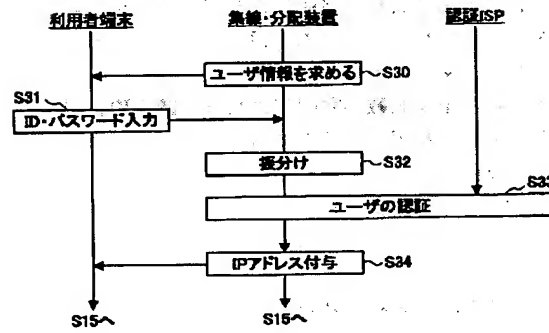 利用者端末
集線・分配装置
認証ISP
ユーザ情報を求める
S30
S31
ID・パスワード入力
振分け
S32
S33
ユーザの認証
IPアドレス付与
S34
S15へ
S15へ